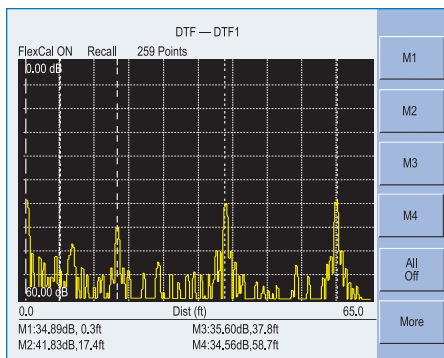 DTF — DTF1
FlexCal ON Recall 259 Points
0.00 dB
60.00 dB
0.0 Dist (ft) 65.0
M1:34,89dB, 0.3ft M3:35.60dB,37.8ft
M2:41,83dB,17.4ft M4:34.56dB,58.7ft
M1
M2
M3
M4
All
Off
More